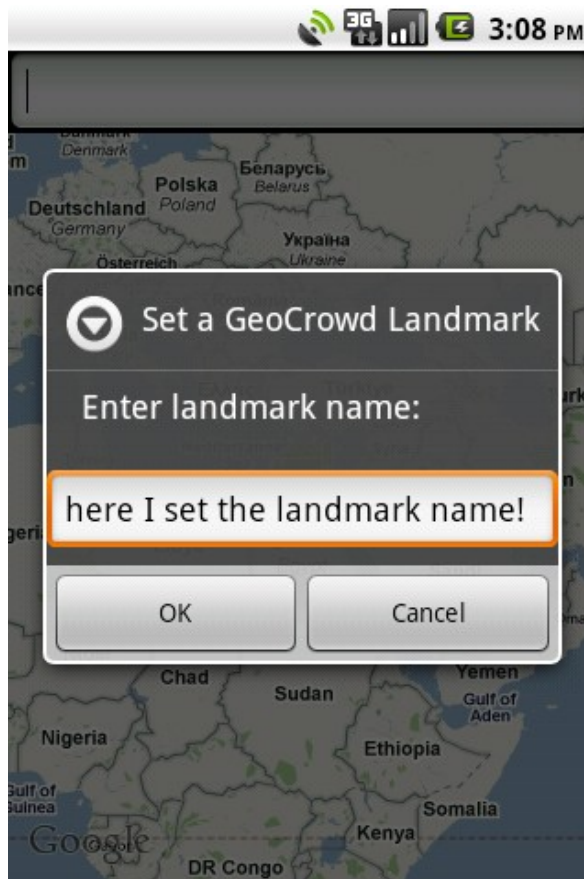 3G
3:08 PM
Denmark
Беларусь
Belarus
Polska
Poland
Deutschland
Germany
Україна
Ukraine
Österreich
Set a GeoCrowd Landmark
Enter landmark name:
here I set the landmark name!
OK
Cancel
Chad
Sudan
Yemen
Gulf of
Aden
Nigeria
Ethiopia
Gulf of
Guinea
Somalia
Google
Kenya
DR Congo